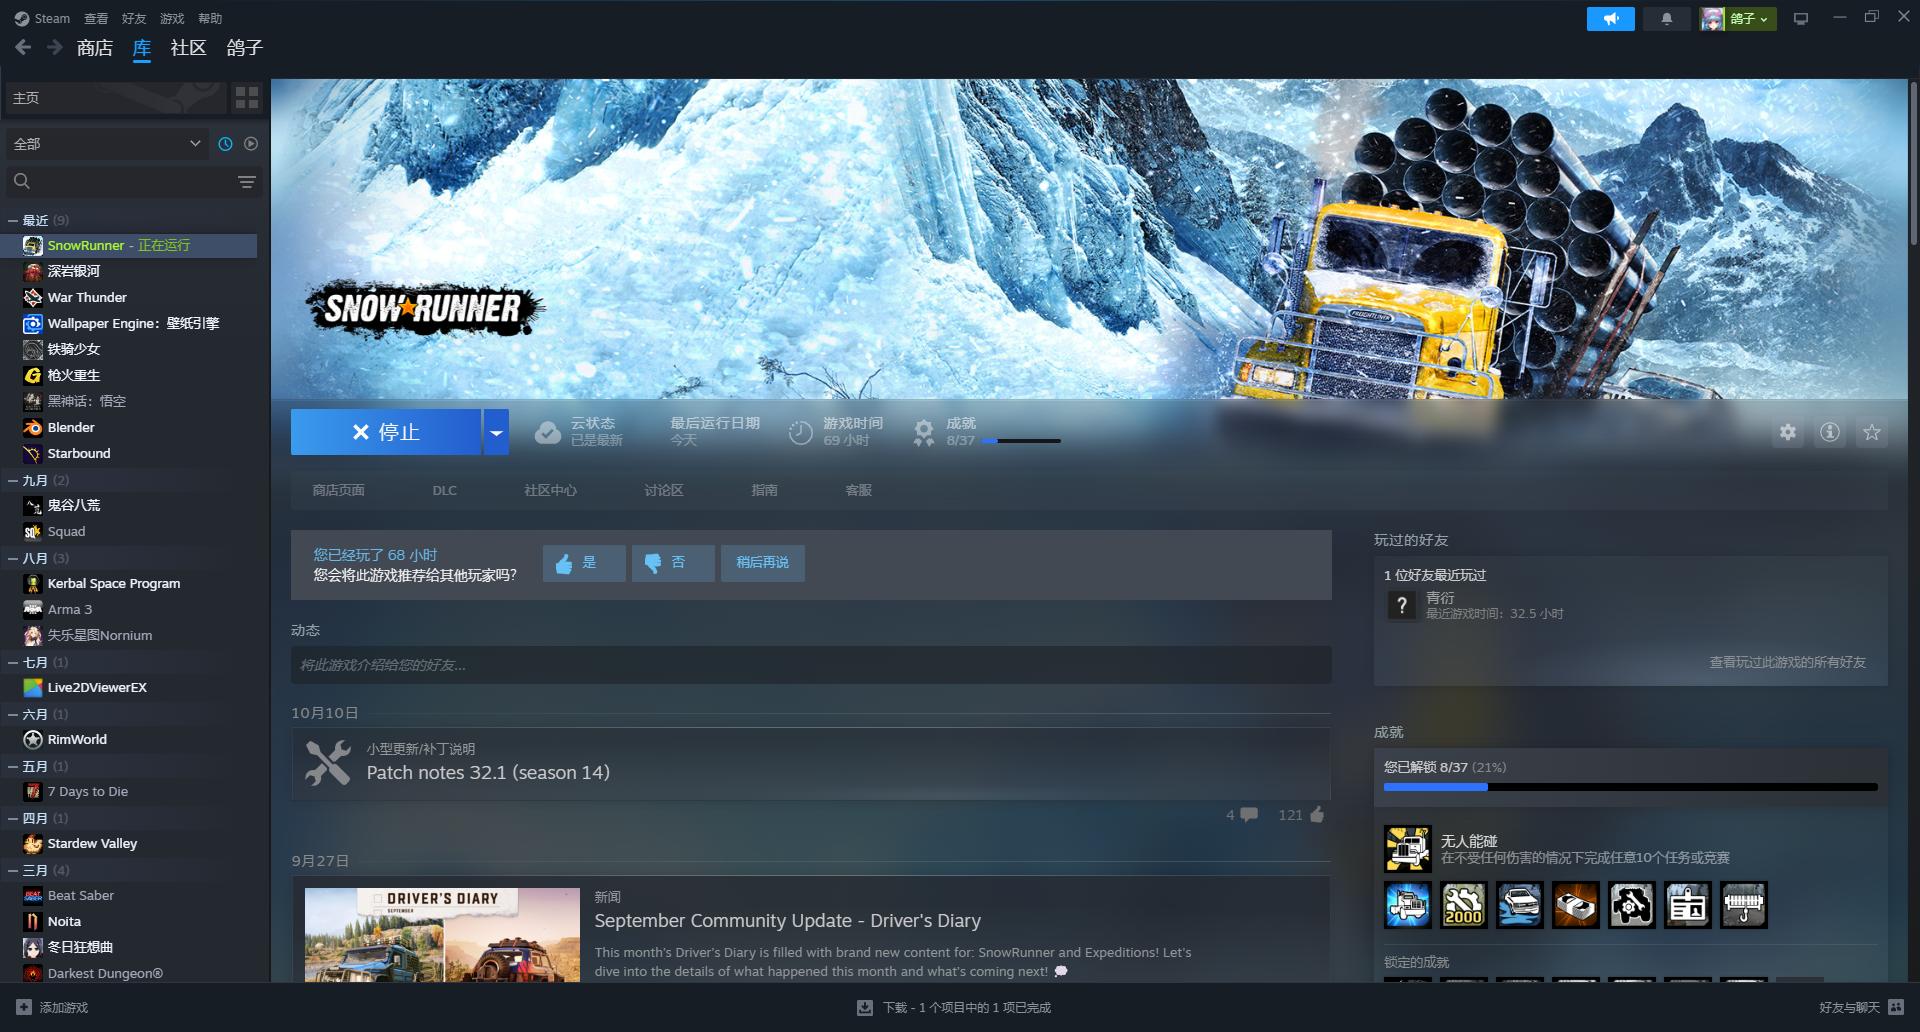 Steam 查看 好友 游戏 帮助
鸽子
商店 库 社区 鸽子
主页
全部
最近 (9)
SnowRunner - 正在运行
深岩银河
War Thunder
Wallpaper Engine：壁纸引擎
铁骑少女
枪火重生
黑神话：悟空
Blender
Starbound
九月 (2)
鬼谷八荒
Squad
八月 (3)
Kerbal Space Program
Arma 3
失乐星图Nornium
七月 (1)
Live2DViewerEX
六月 (1)
RimWorld
五月 (1)
7 Days to Die
四月 (1)
Stardew Valley
三月 (4)
Beat Saber
Noita
冬日狂想曲
Darkest Dungeon®
添加游戏
SNOWRUNNER
FREIGHTLINER
停止
云状态
已是最新
最后运行日期
今天
游戏时间
69 小时
成就
8/37
商店页面 DLC 社区中心 讨论区 指南 客服
您已经玩了 68 小时
您会将此游戏推荐给其他玩家吗？
是 否 稍后再说
动态
将此游戏介绍给您的好友...
10月10日
小型更新/补丁说明
Patch notes 32.1 (season 14)
4 121
9月27日
DRIVER'S DIARY
SEPTEMBER
新闻
September Community Update - Driver's Diary
This month's Driver's Diary is filled with brand new content for: SnowRunner and Expeditions! Let's
dive into the details of what happened this month and what's coming next! 💭
玩过的好友
1 位好友最近玩过
青衍
最近游戏时间：32.5 小时
查看玩过此游戏的所有好友
成就
您已解锁 8/37 (21%)
无人能碰
在不受任何伤害的情况下完成任意10个任务或竞赛
2000
锁定的成就
下载 - 1 个项目中的 1 项已完成
好友与聊天